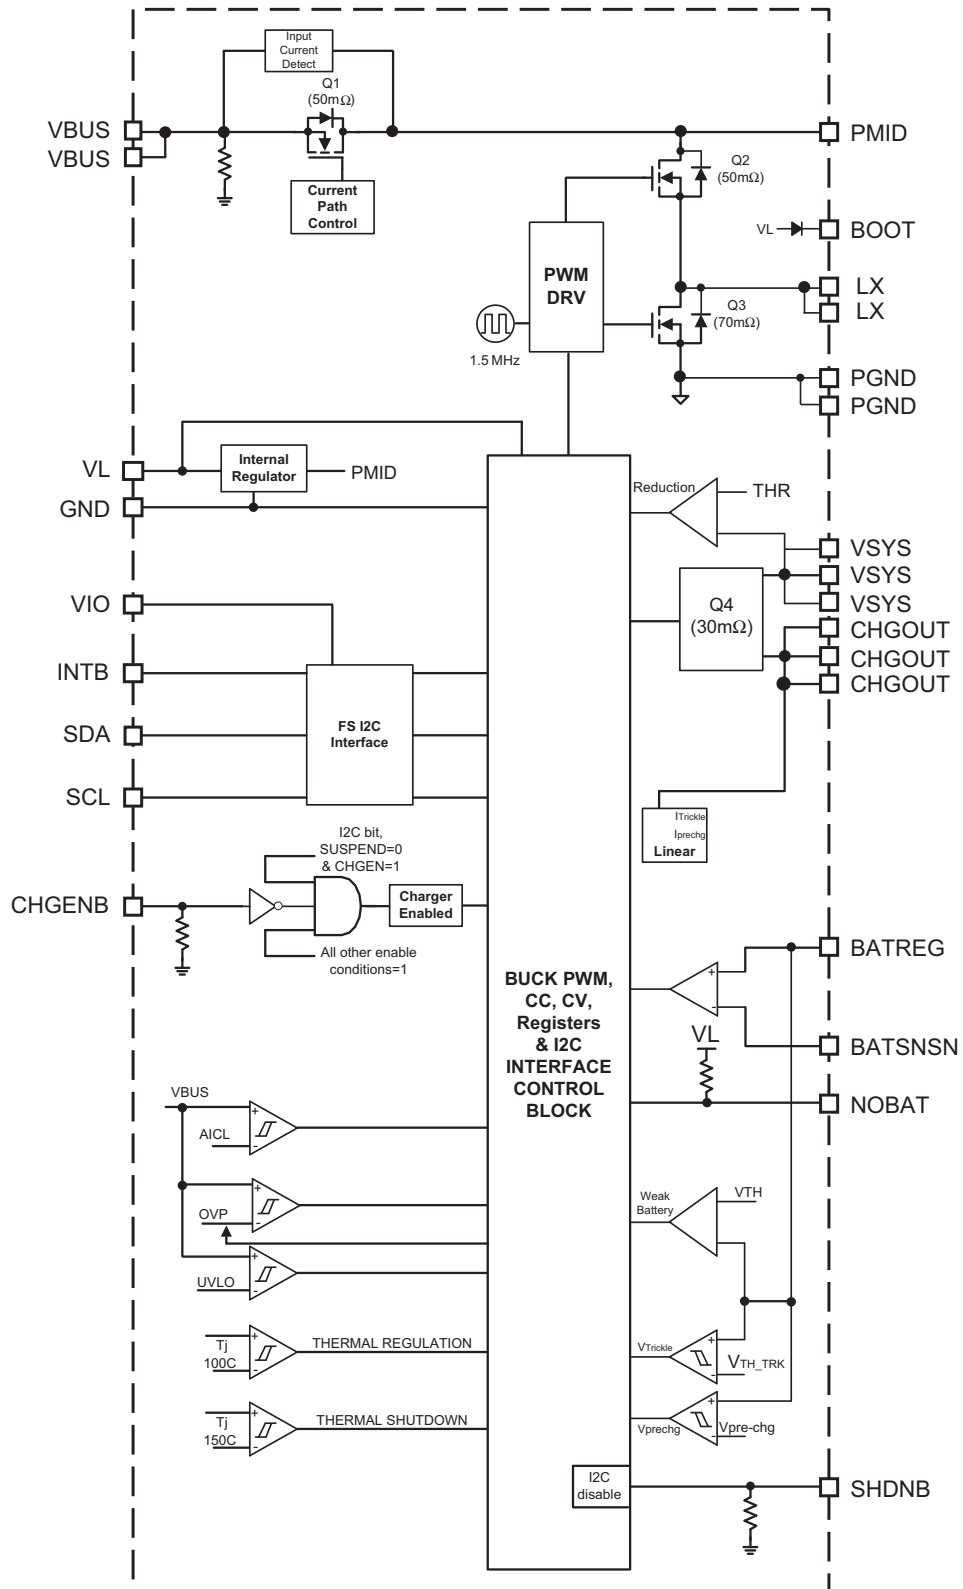 Input
Current
Detect
Q1
(50mΩ)
VBUS
VBUS
Current
Path
Control
PMID
Q2
(50mΩ)
VL
BOOT
PWM
DRV
LX
LX
Q3
(70mΩ)
1.5 MHz
PGND
PGND
VL
Internal
Regulator
PMID
GND
Reduction
THR
VSYS
VSYS
VSYS
Q4
(30mΩ)
CHGOUT
CHGOUT
CHGOUT
VIO
INTB
SDA
SCL
FS I2C
Interface
ITrickle
Iprechg
Linear
I2C bit,
SUSPEND=0
& CHGEN=1
CHGENB
Charger
Enabled
All other enable
conditions=1
BUCK PWM,
CC, CV,
Registers
& I2C
INTERFACE
CONTROL
BLOCK
+
-
BATREG
BATSNSN
VL
NOBAT
VBUS
+
AICL
-
+
OVP
-
+
UVLO
-
Weak
Battery
VTH
+
Tj
100C
-
THERMAL REGULATION
VTrickle
+
-
VTH_TRK
+
Tj
150C
-
THERMAL SHUTDOWN
Vprechg
+
-
Vpre-chg
I2C
disable
SHDNB